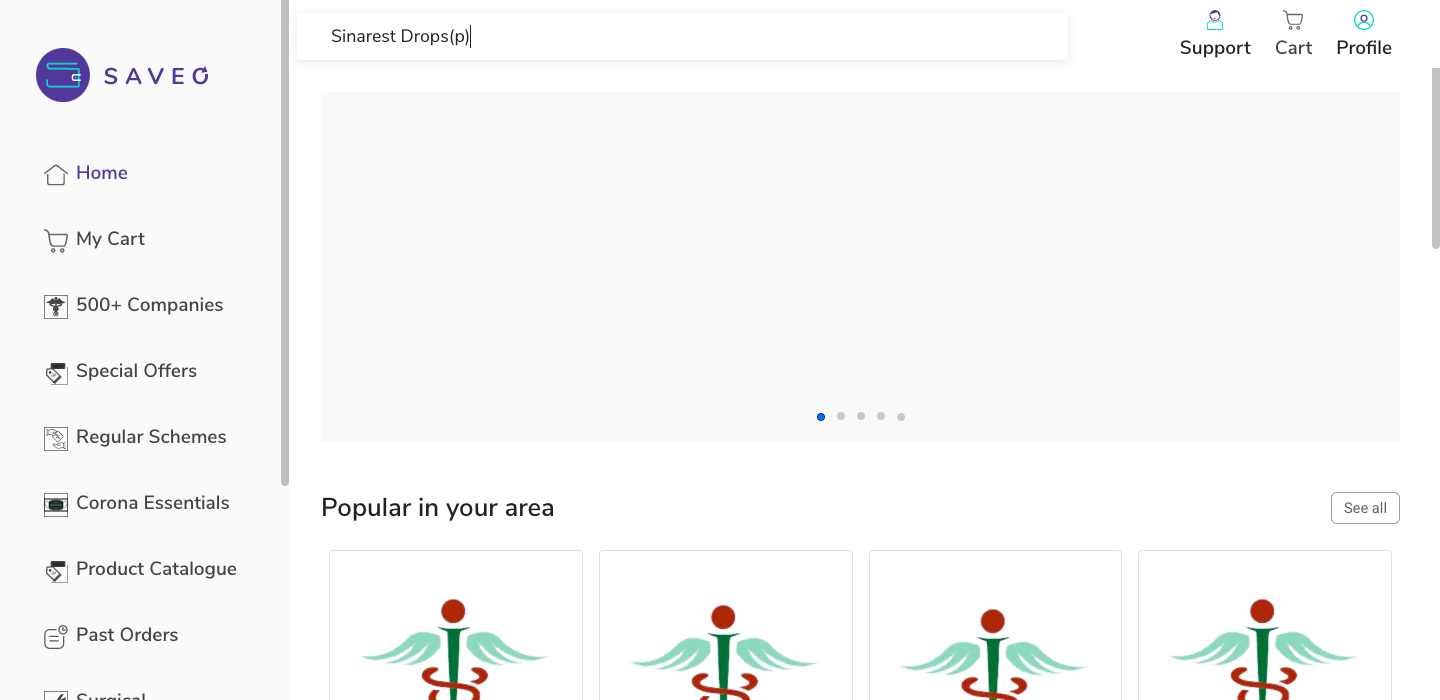 Sinarest Drops(p)
Support
Cart
Profile
SAVEO
Home
My Cart
500+ Companies
Special Offers
Regular Schemes
Corona Essentials
Product Catalogue
Past Orders
Surgical
Popular in your area
See all